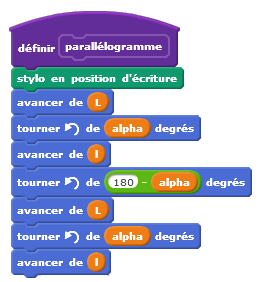 définir parallélogramme
stylo en position d'écriture
avancer de L
tourner de alpha degrés
avancer de l
tourner de 180 - alpha degrés
avancer de L
tourner de alpha degrés
avancer de l